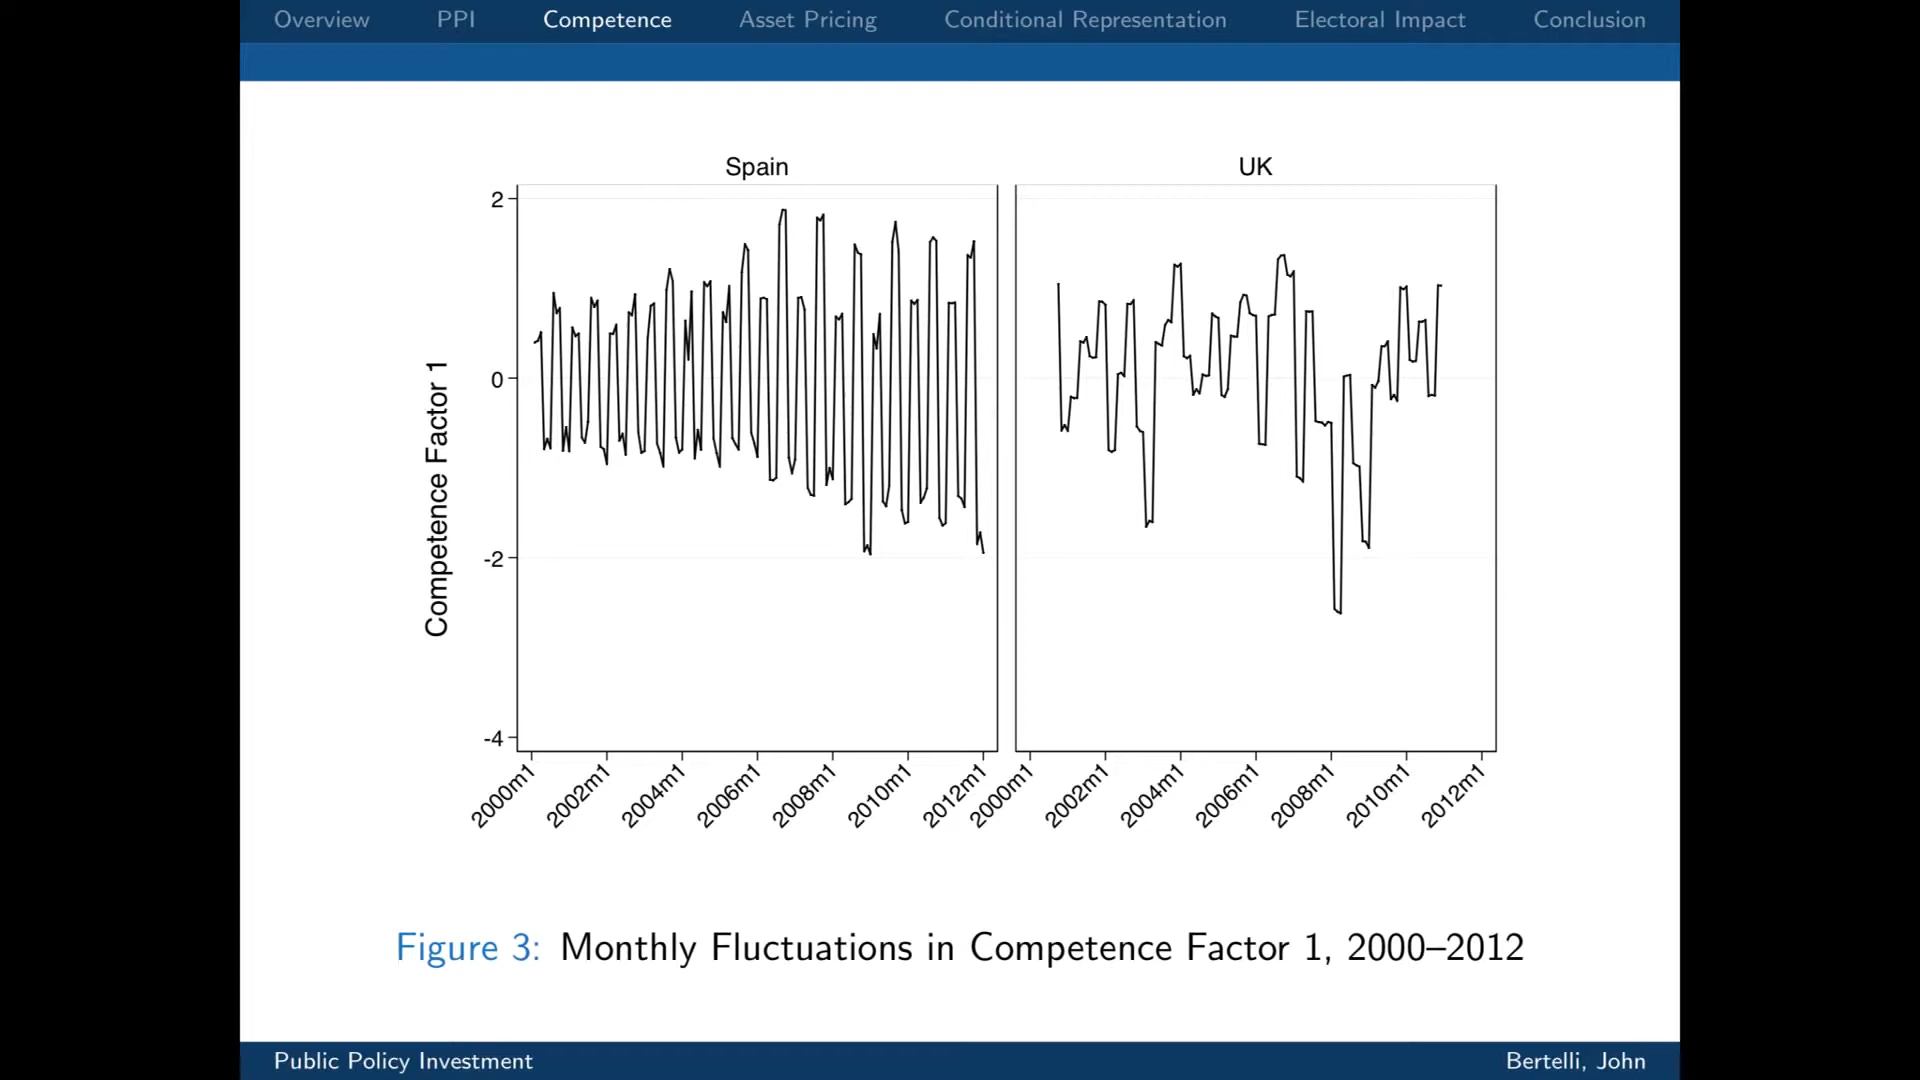 Overview PPI Competence Asset Pricing Conditional Representation Electoral Impact Conclusion
Spain UK
Competence Factor 1
2
0
-2
-4
2000m1 2002m1 2004m1 2006m1 2008m1 2010m1 2012m1 2000m1 2002m1 2004m1 2006m1 2008m1 2010m1 2012m1
Figure 3: Monthly Fluctuations in Competence Factor 1, 2000–2012
Public Policy Investment Bertelli, John